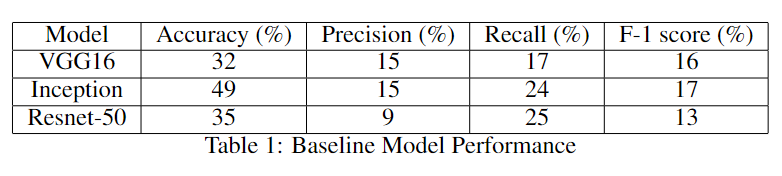 Model Accuracy (%) Precision (%) Recall (%) F-1 score (%)
VGG16 32 15 17 16
Inception 49 15 24 17
Resnet-50 35 9 25 13
Table 1: Baseline Model Performance